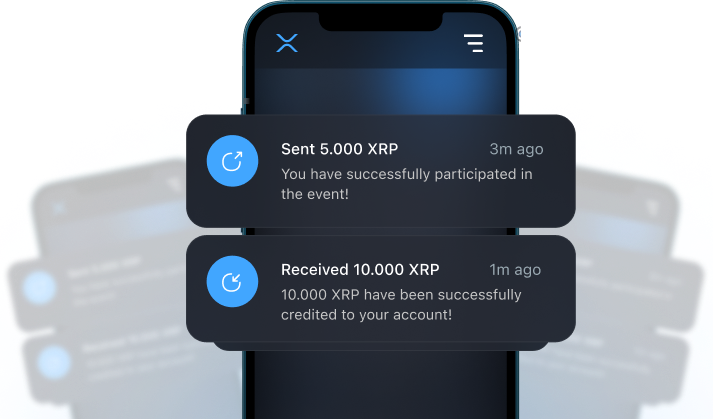 Sent 5.000 XRP
3m ago
You have successfully participated in
the event!
Received 10.000 XRP
1m ago
10.000 XRP have been successfully
credited to your account!